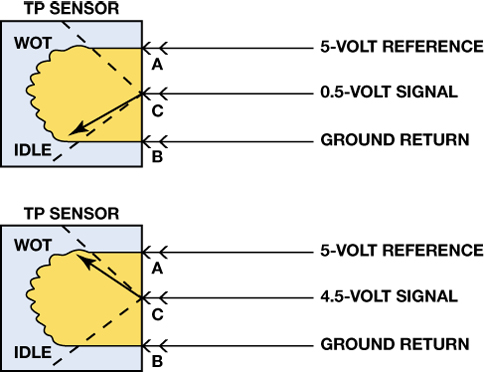 TP SENSOR
WOT
5-VOLT REFERENCE
A
0.5-VOLT SIGNAL
C
GROUND RETURN
IDLE
B
TP SENSOR
WOT
5-VOLT REFERENCE
A
4.5-VOLT SIGNAL
C
GROUND RETURN
IDLE
B